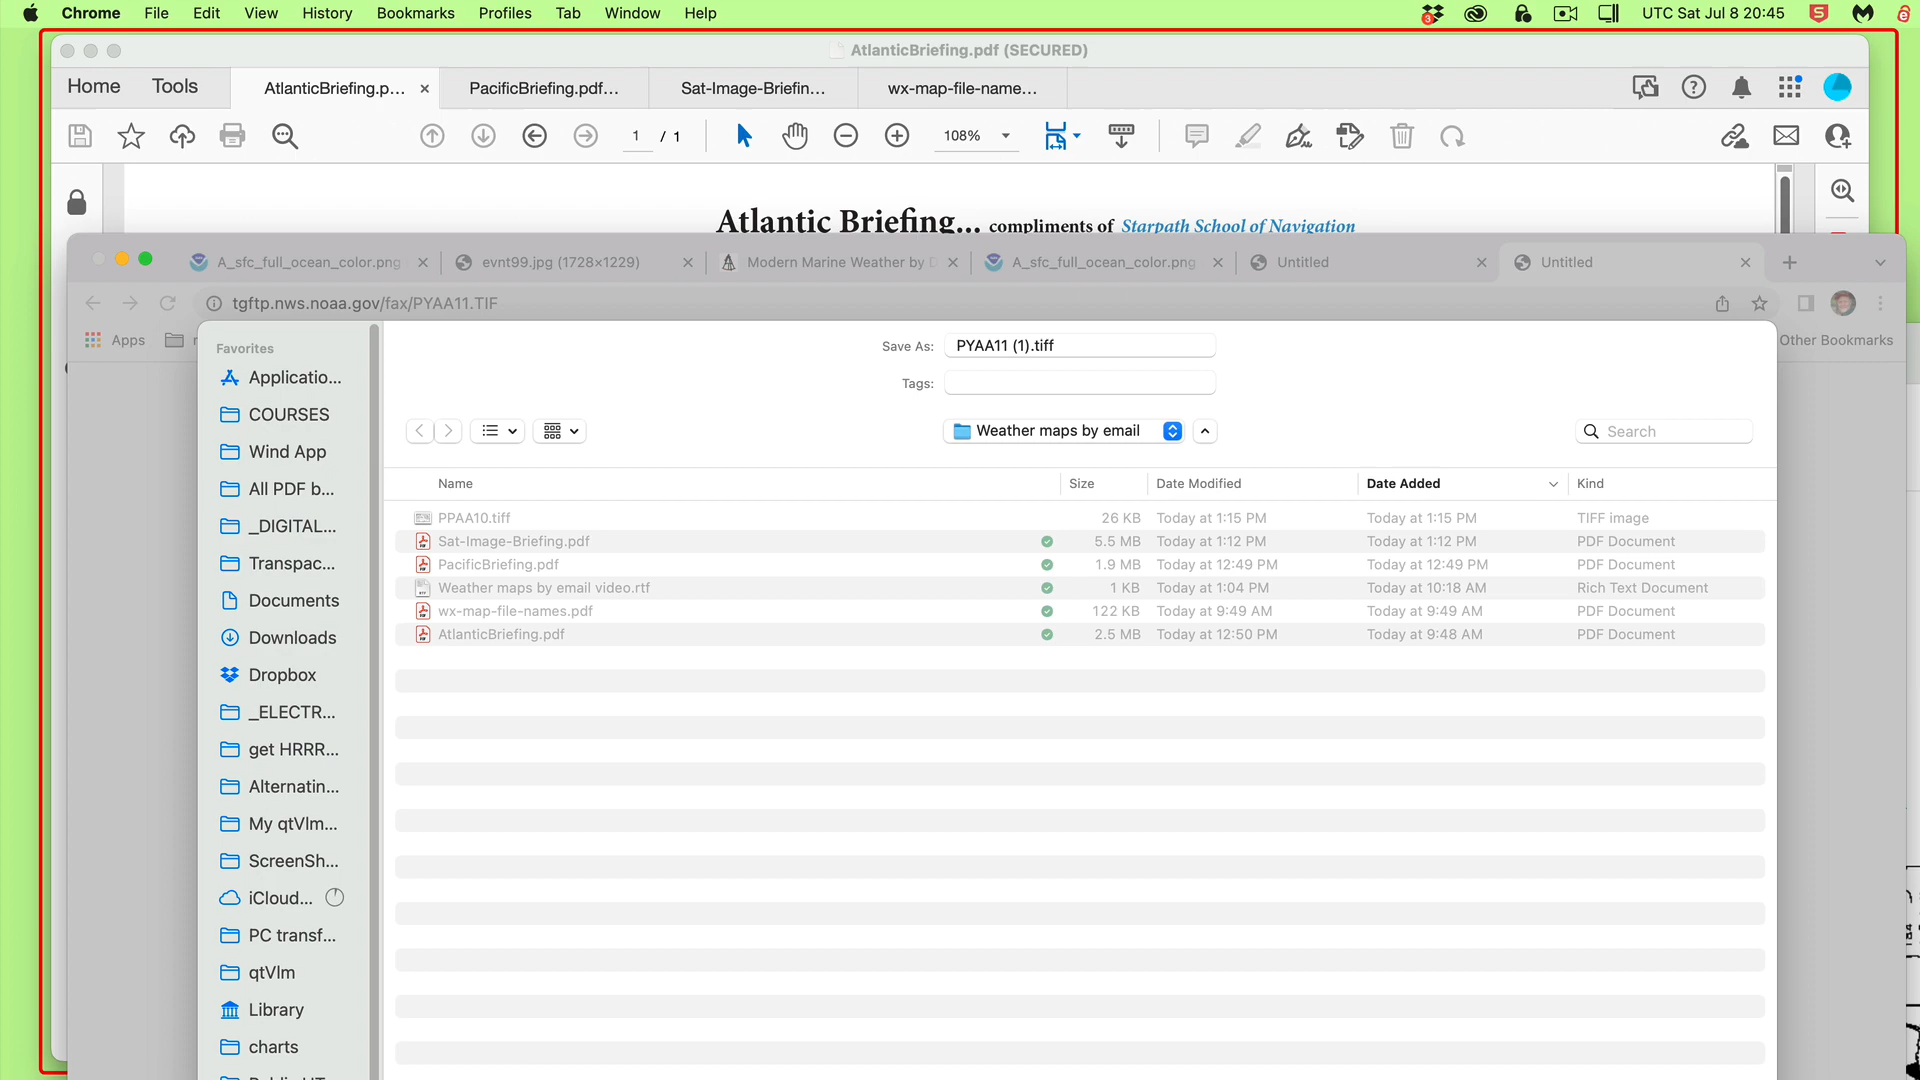 Chrome File Edit View History Bookmarks Profiles Tab Window Help 3 UTC Sat Jul 8 20:45
AtlanticBriefing.pdf (SECURED)
Home Tools AtlanticBriefing.p... × PacificBriefing.pdf... Sat-Image-Briefin... wx-map-file-name...
1 / 1 108%
Atlantic Briefing... compliments of Starpath School of Navigation
A_sfc_full_ocean_color.png evnt99.jpg (1728×1229) Modern Marine Weather by D A_sfc_full_ocean_color.png Untitled Untitled
tgftp.nws.noaa.gov/fax/PYAA11.TIF
Apps Other Bookmarks
Favorites
Applicatio...
COURSES
Wind App
All PDF b...
_DIGITAL...
Transpac...
Documents
Downloads
Dropbox
_ELECTR...
get HRRR...
Alternatin...
My qtVlm...
ScreenSh...
iCloud...
PC transf...
qtVlm
Library
charts
Save As: PYAA11 (1).tiff
Tags:
Weather maps by email Search
Name Size Date Modified Date Added Kind
PPAA10.tiff 26 KB Today at 1:15 PM Today at 1:15 PM TIFF image
Sat-Image-Briefing.pdf 5.5 MB Today at 1:12 PM Today at 1:12 PM PDF Document
PacificBriefing.pdf 1.9 MB Today at 12:49 PM Today at 12:49 PM PDF Document
Weather maps by email video.rtf 1 KB Today at 1:04 PM Today at 10:18 AM Rich Text Document
wx-map-file-names.pdf 122 KB Today at 9:49 AM Today at 9:49 AM PDF Document
AtlanticBriefing.pdf 2.5 MB Today at 12:50 PM Today at 9:48 AM PDF Document